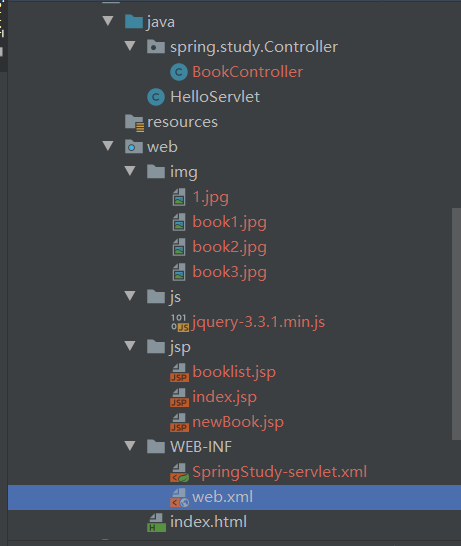 java
spring.study.Controller
BookController
HelloServlet
resources
web
img
1.jpg
book1.jpg
book2.jpg
book3.jpg
js
jquery-3.3.1.min.js
jsp
booklist.jsp
index.jsp
newBook.jsp
WEB-INF
SpringStudy-servlet.xml
web.xml
index.html